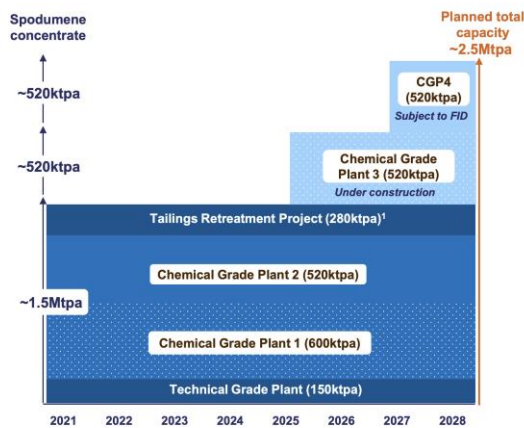 Spodumene
concentrate
Planned total
capacity
~2.5Mtpa
~520ktpa
CGP4
(520ktpa)
Subject to FID
~520ktpa
Chemical Grade
Plant 3 (520ktpa)
Under construction
Tailings Retreatment Project (280ktpa)¹
Chemical Grade Plant 2 (520ktpa)
~1.5Mtpa
Chemical Grade Plant 1 (600ktpa)
Technical Grade Plant (150ktpa)
2021 2022 2023 2024 2025 2026 2027 2028